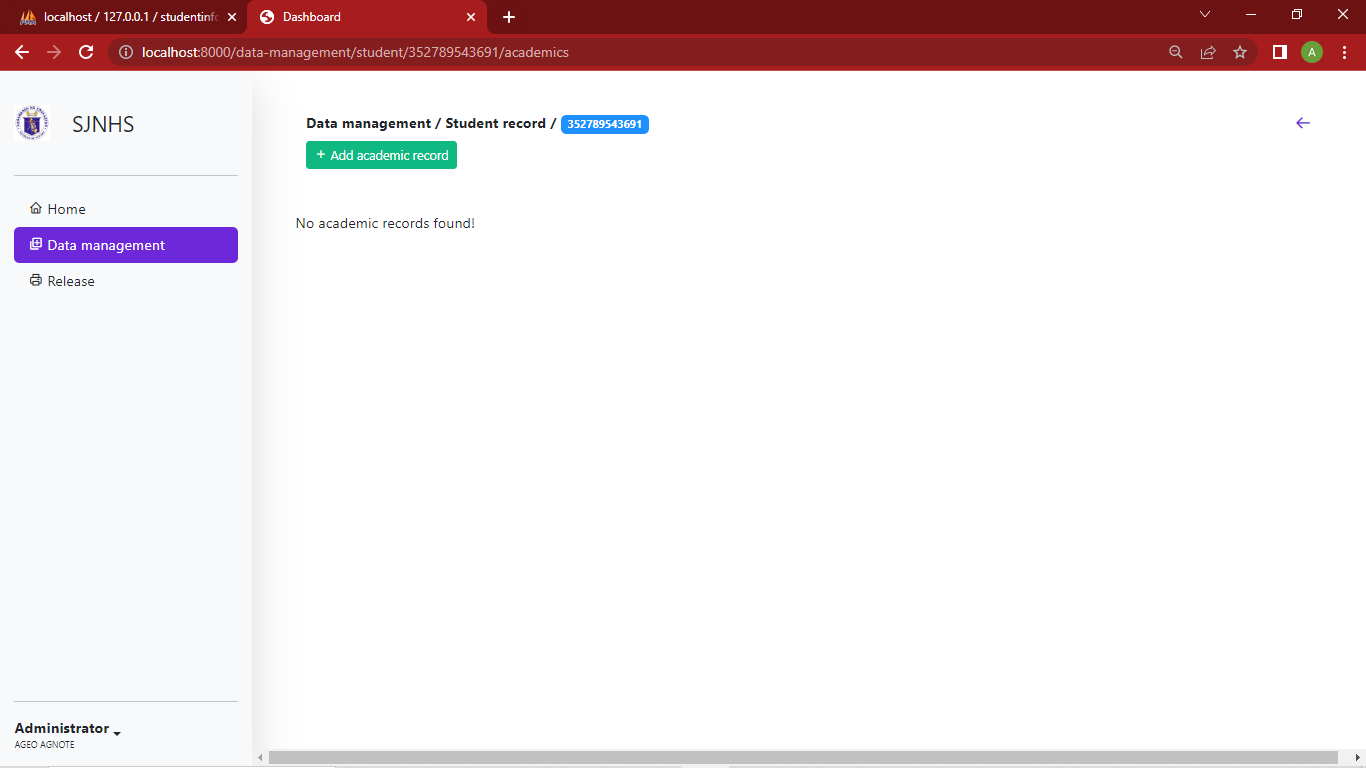 localhost / 127.0.0.1 / studentinfo
Dashboard
localhost:8000/data-management/student/352789543691/academics
A
SJNHS
Data management / Student record / 352789543691
+ Add academic record
Home
Data management
Release
No academic records found!
Administrator
AGEO AGNOTE